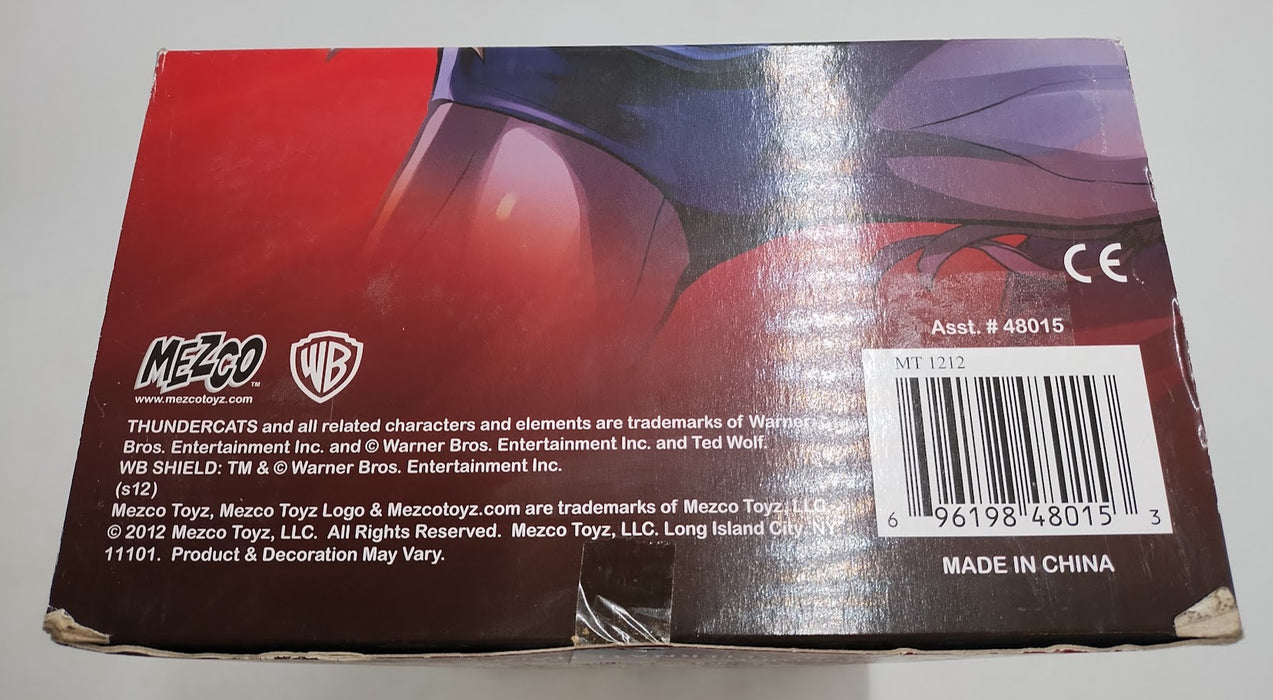 CE
Asst. # 48015
MT 1212
6 96198 48015 3
MADE IN CHINA
MEZCO™
WB
www.mezcotoyz.com
THUNDERCATS and all related characters and elements are trademarks of Warner
Bros. Entertainment Inc. and © Warner Bros. Entertainment Inc. and Ted Wolf.
WB SHIELD: TM & © Warner Bros. Entertainment Inc.
(s12)
Mezco Toyz, Mezco Toyz Logo & Mezcotoyz.com are trademarks of Mezco Toyz, LLC.
© 2012 Mezco Toyz, LLC. All Rights Reserved. Mezco Toyz, LLC. Long Island City, NY
11101. Product & Decoration May Vary.